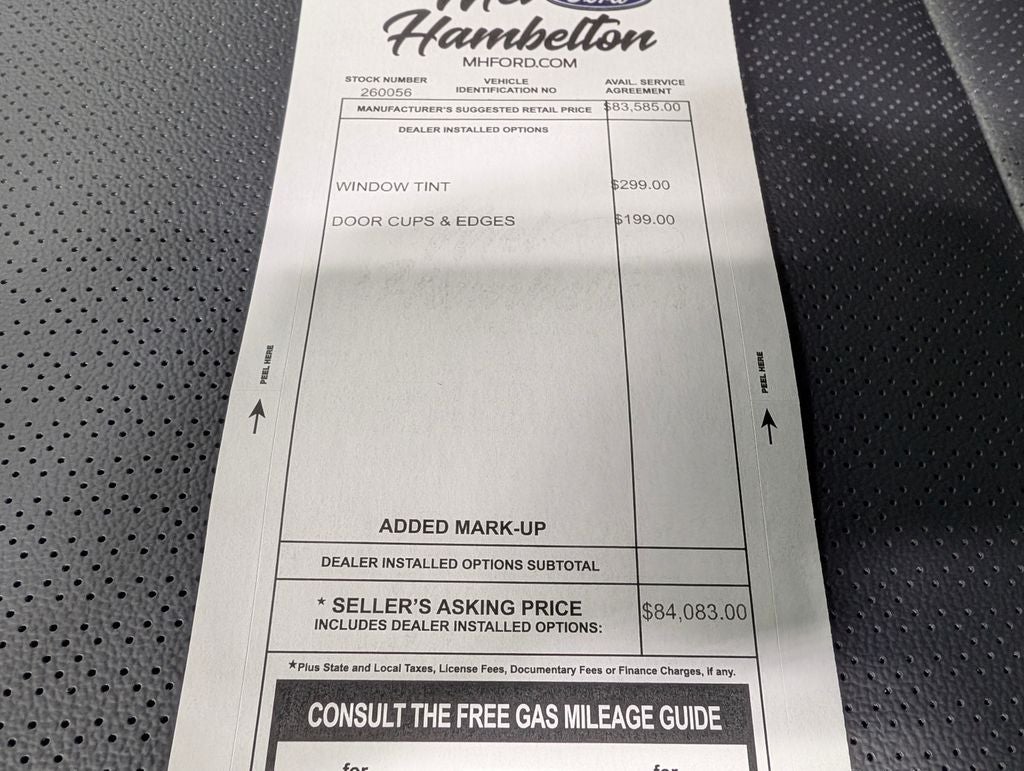 Hambelton
MHFORD.COM
STOCK NUMBER
260056
VEHICLE
IDENTIFICATION NO
AVAIL. SERVICE
AGREEMENT
MANUFACTURER'S SUGGESTED RETAIL PRICE $83,585.00
DEALER INSTALLED OPTIONS
WINDOW TINT $299.00
DOOR CUPS & EDGES $199.00
PEEL HERE
PEEL HERE
ADDED MARK-UP
DEALER INSTALLED OPTIONS SUBTOTAL
* SELLER'S ASKING PRICE $84,083.00
INCLUDES DEALER INSTALLED OPTIONS:
*Plus State and Local Taxes, License Fees, Documentary Fees or Finance Charges, if any.
CONSULT THE FREE GAS MILEAGE GUIDE